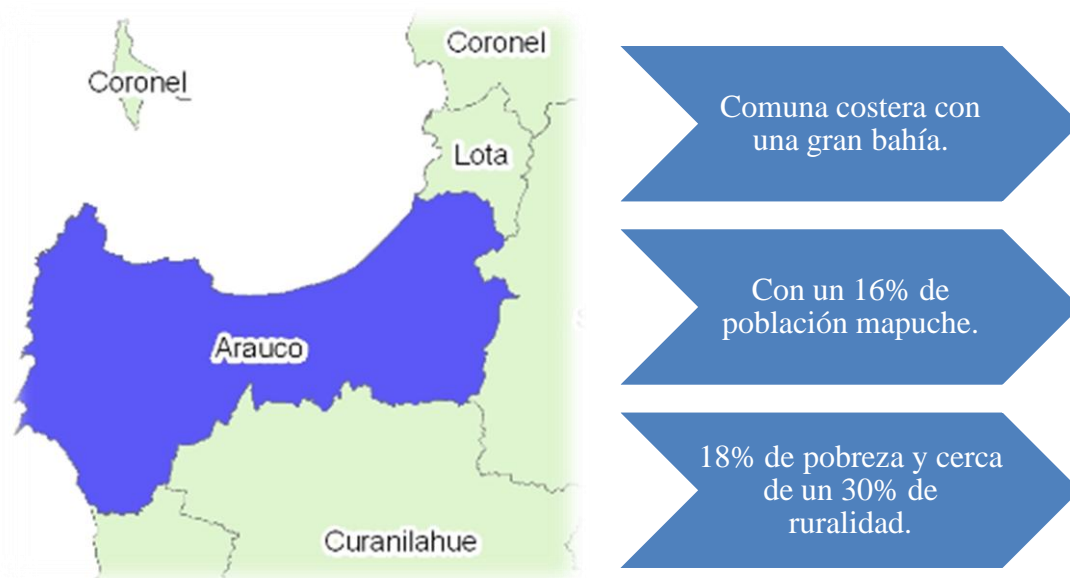 Coronel
Coronel
Lota
Arauco
Curanilahue
Comuna costera con
una gran bahía.
Con un 16% de
población mapuche.
18% de pobreza y cerca
de un 30% de
ruralidad.